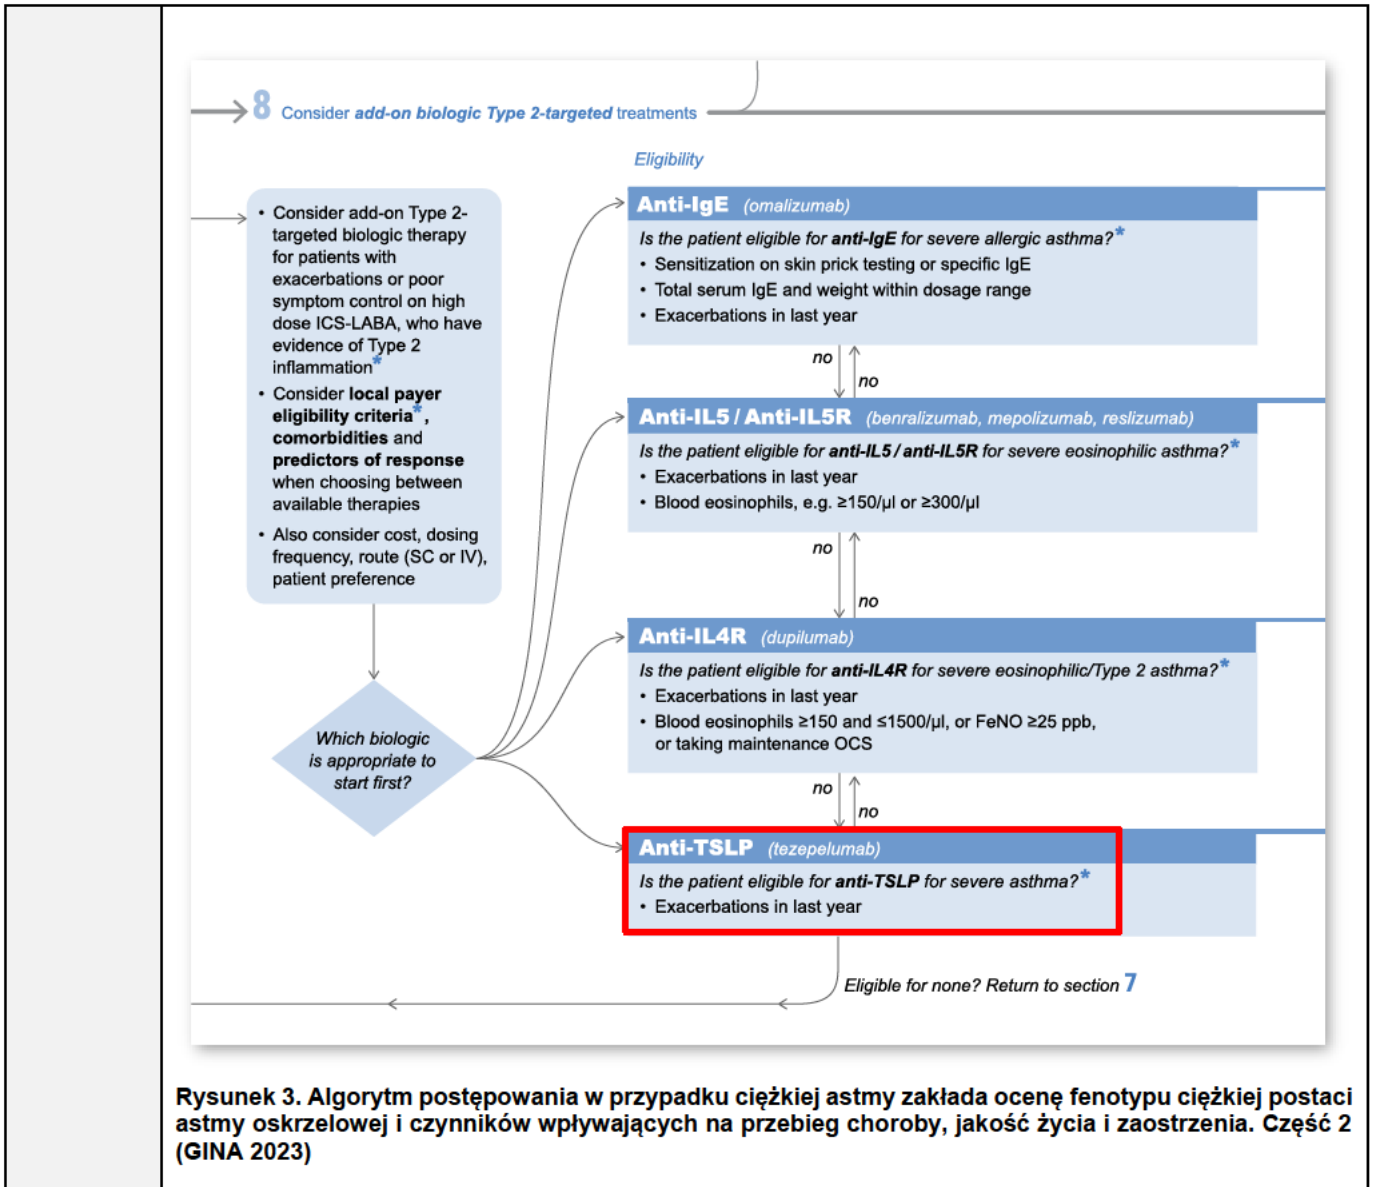 8 Consider add-on biologic Type 2-targeted treatments
Eligibility
• Consider add-on Type 2-
targeted biologic therapy
for patients with
exacerbations or poor
symptom control on high
dose ICS-LABA, who have
evidence of Type 2
inflammation*
• Consider local payer
eligibility criteria*,
comorbidities and
predictors of response
when choosing between
available therapies
• Also consider cost, dosing
frequency, route (SC or IV),
patient preference
Which biologic
is appropriate to
start first?
Anti-IgE (omalizumab)
Is the patient eligible for anti-IgE for severe allergic asthma?*
• Sensitization on skin prick testing or specific IgE
• Total serum IgE and weight within dosage range
• Exacerbations in last year
no
no
Anti-IL5 / Anti-IL5R (benralizumab, mepolizumab, reslizumab)
Is the patient eligible for anti-IL5 / anti-IL5R for severe eosinophilic asthma?*
• Exacerbations in last year
• Blood eosinophils, e.g. ≥150/µl or ≥300/µl
no
no
Anti-IL4R (dupilumab)
Is the patient eligible for anti-IL4R for severe eosinophilic/Type 2 asthma?*
• Exacerbations in last year
• Blood eosinophils ≥150 and ≤1500/µl, or FeNO ≥25 ppb,
or taking maintenance OCS
no
no
Anti-TSLP (tezepelumab)
Is the patient eligible for anti-TSLP for severe asthma?*
• Exacerbations in last year
Eligible for none? Return to section 7
Rysunek 3. Algorytm postępowania w przypadku ciężkiej astmy zakłada ocenę fenotypu ciężkiej postaci
astmy oskrzelowej i czynników wpływających na przebieg choroby, jakość życia i zaostrzenia. Część 2
(GINA 2023)